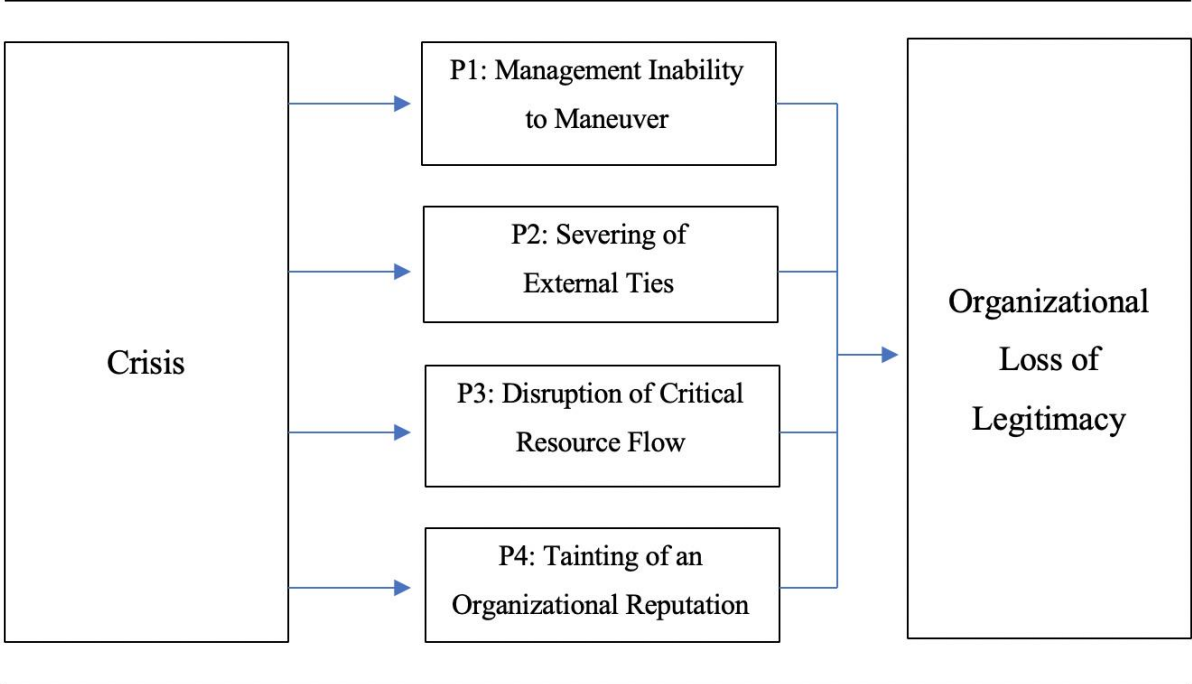 Crisis
P1: Management Inability
to Maneuver
P2: Severing of
External Ties
P3: Disruption of Critical
Resource Flow
P4: Tainting of an
Organizational Reputation
Organizational
Loss of
Legitimacy